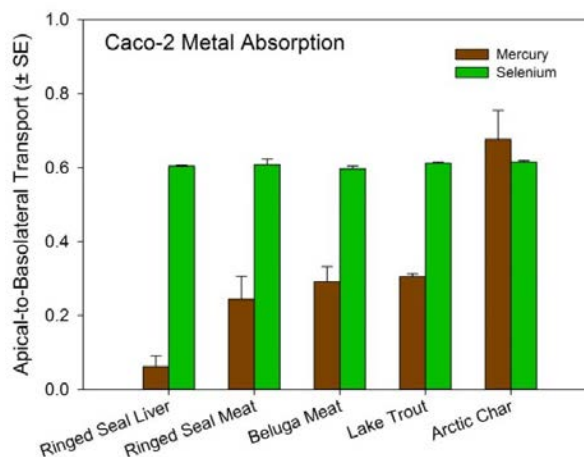 Caco-2 Metal Absorption
Mercury
Selenium
Apical-to-Basolateral Transport (± SE)
1.0
0.8
0.6
0.4
0.2
0.0
Ringed Seal Liver
Ringed Seal Meat
Beluga Meat
Lake Trout
Arctic Char